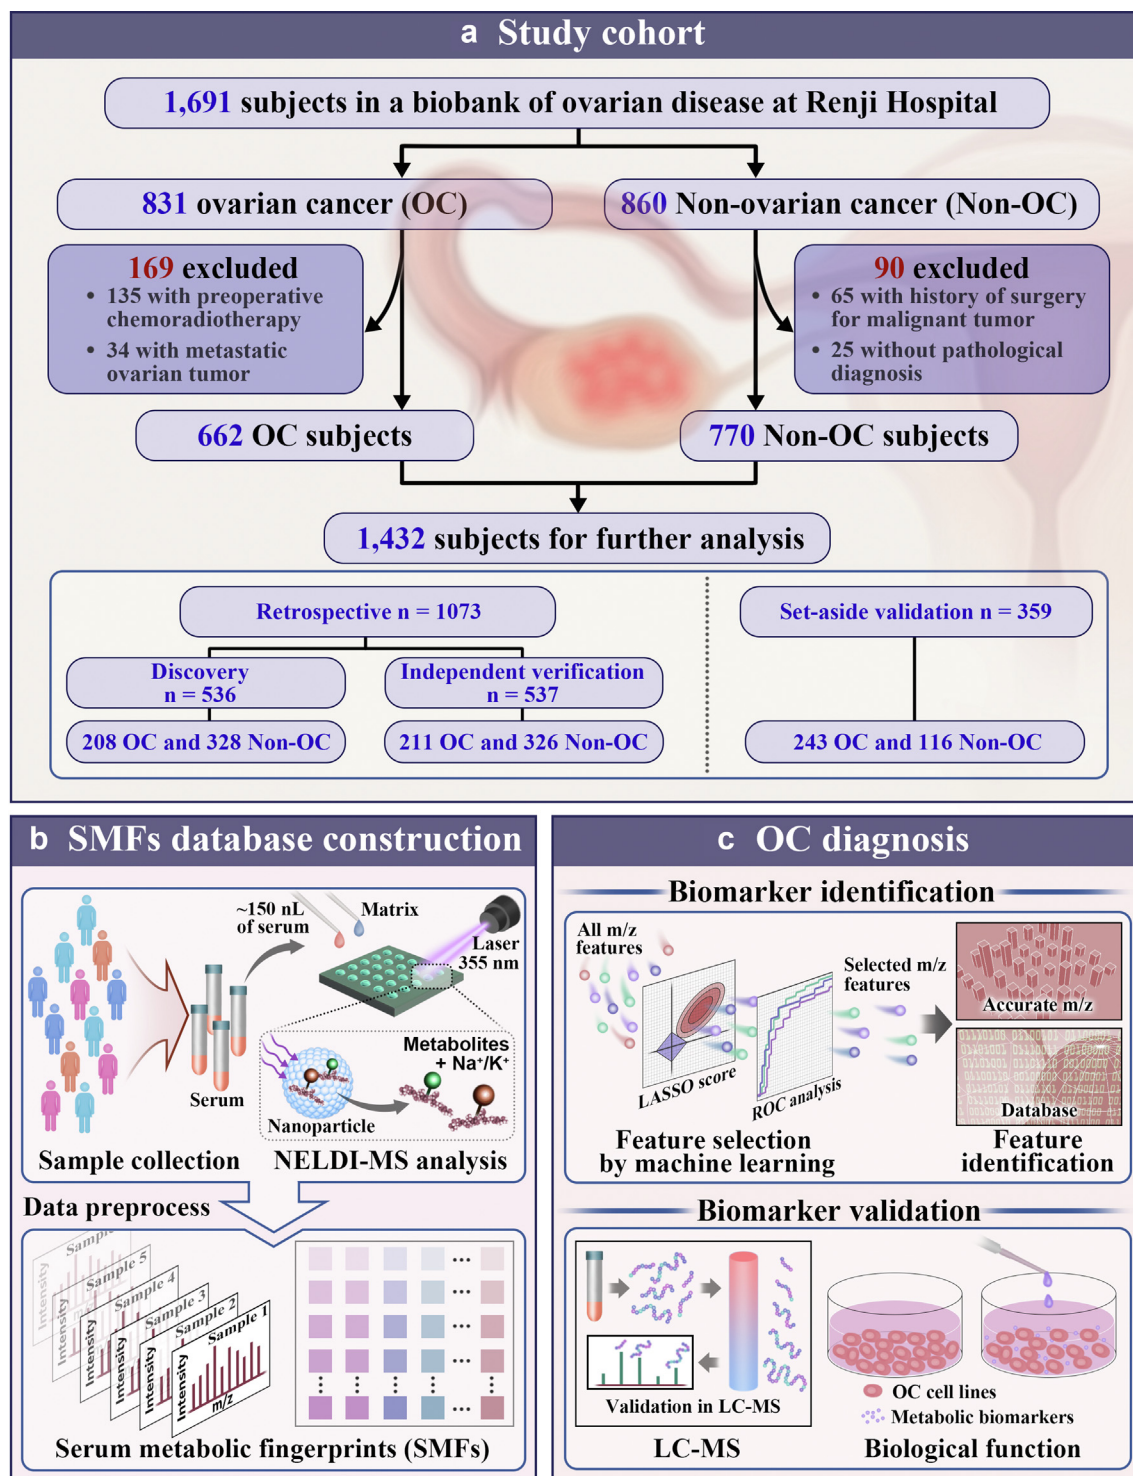 a Study cohort
1,691 subjects in a biobank of ovarian disease at Renji Hospital
831 ovarian cancer (OC)
860 Non-ovarian cancer (Non-OC)
169 excluded
• 135 with preoperative
chemoradiotherapy
• 34 with metastatic
ovarian tumor
90 excluded
• 65 with history of surgery
for malignant tumor
• 25 without pathological
diagnosis
662 OC subjects
770 Non-OC subjects
1,432 subjects for further analysis
Retrospective n = 1073
Set-aside validation n = 359
Discovery
n = 536
Independent verification
n = 537
208 OC and 328 Non-OC
211 OC and 326 Non-OC
243 OC and 116 Non-OC
b SMFs database construction
~150 nL
of serum
Matrix
Laser
355 nm
Serum
Metabolites
+ Na⁺/K⁺
Nanoparticle
Sample collection
NELDI-MS analysis
Data preprocess
Sample
Intensity
Sample 5
Intensity
Sample 4
Intensity
Sample 3
Intensity
Sample 2
Intensity
Sample 1
Intensity
m/z
Serum metabolic fingerprints (SMFs)
c OC diagnosis
Biomarker identification
All m/z
features
LASSO score
ROC analysis
Selected m/z
features
Accurate m/z
Database
Feature selection
by machine learning
Feature
identification
Biomarker validation
Validation in LC-MS
LC-MS
OC cell lines
Metabolic biomarkers
Biological function